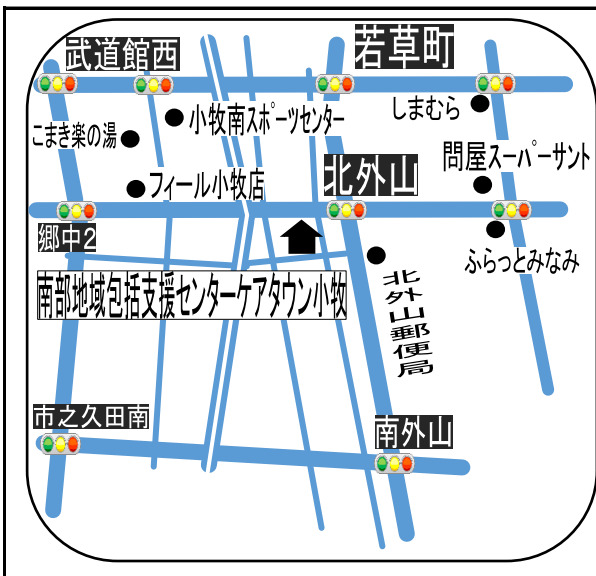 武道館西
若草町
しまむら
小牧南スポーツセンター
こまき楽の湯
問屋スーパーサント
フィール小牧店
北外山
郷中2
ふらっとみなみ
南部地域包括支援センターケアタウン小牧
北外山郵便局
市之久田南
南外山